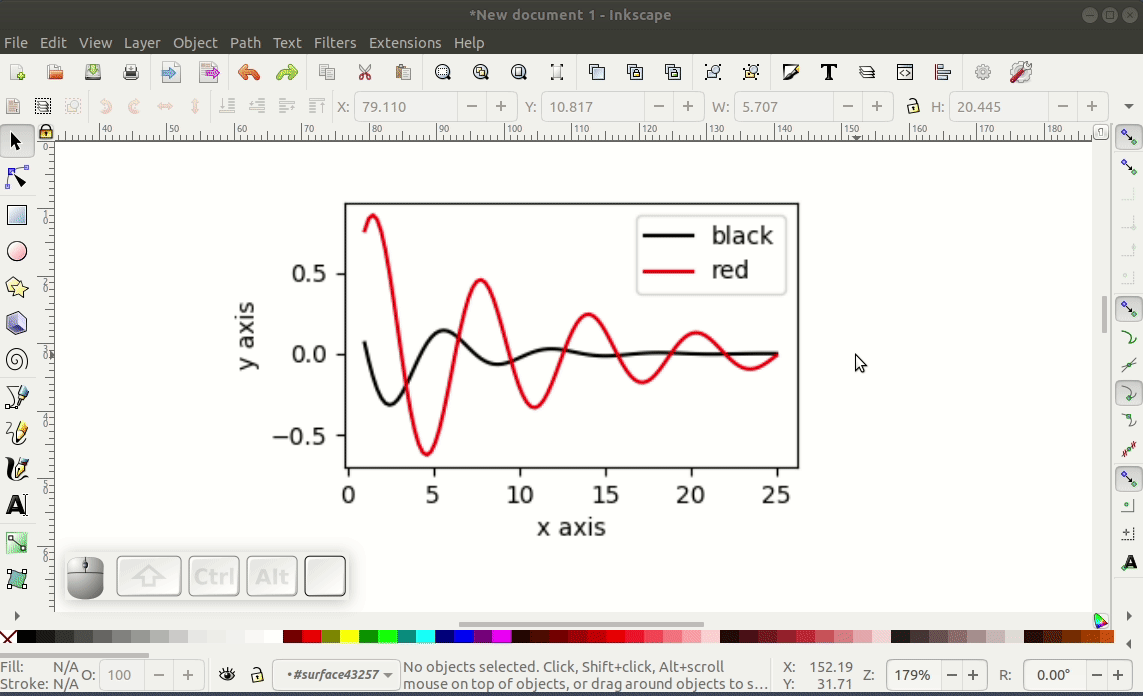 *New document 1 - Inkscape
File Edit View Layer Object Path Text Filters Extensions Help
X: 79.110 Y: 10.817 W: 5.707 H: 20.445
40 50 60 70 80 90 100 110 120 130 140 150 160 170 180
black
red
0.5
0.0
−0.5
y axis
0 5 10 15 20 25
x axis
Ctrl Alt
Fill: N/A O: 100 •#surface43257 No objects selected. Click, Shift+click, Alt+scroll X: 152.19 Z: 179% R: 0.00°
Stroke: N/A mouse on top of objects, or drag around objects to s... Y: 31.71